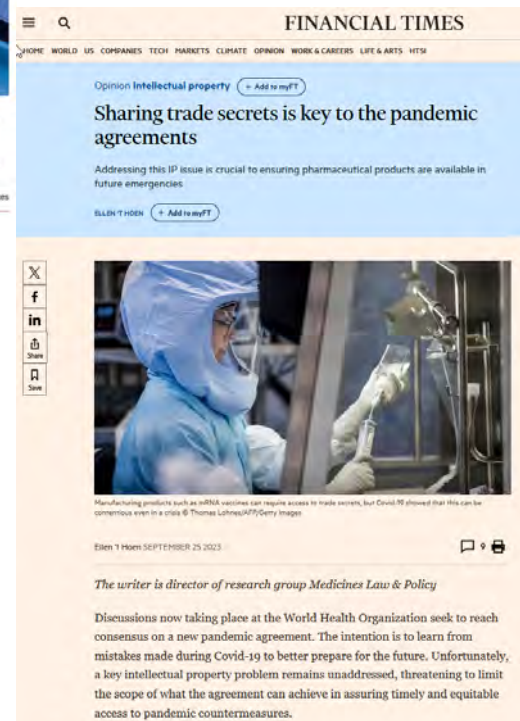 FINANCIAL TIMES
HOME WORLD US COMPANIES TECH MARKETS CLIMATE OPINION WORK & CAREERS LIFE & ARTS HTSI
Opinion Intellectual property + Add to myFT
Sharing trade secrets is key to the pandemic
agreements
Addressing this IP issue is crucial to ensuring pharmaceutical products are available in
future emergencies
ELLEN 'T HOEN + Add to myFT
X
f
in
Share
Save
Manufacturing products such as mRNA vaccines can require access to trade secrets, but Covid-19 showed that this can be
contentious even in a crisis © Thomas Lohnes/AFP/Getty Images
Ellen 't Hoen SEPTEMBER 25 2023
9
The writer is director of research group Medicines Law & Policy
Discussions now taking place at the World Health Organization seek to reach
consensus on a new pandemic agreement. The intention is to learn from
mistakes made during Covid-19 to better prepare for the future. Unfortunately,
a key intellectual property problem remains unaddressed, threatening to limit
the scope of what the agreement can achieve in assuring timely and equitable
access to pandemic countermeasures.